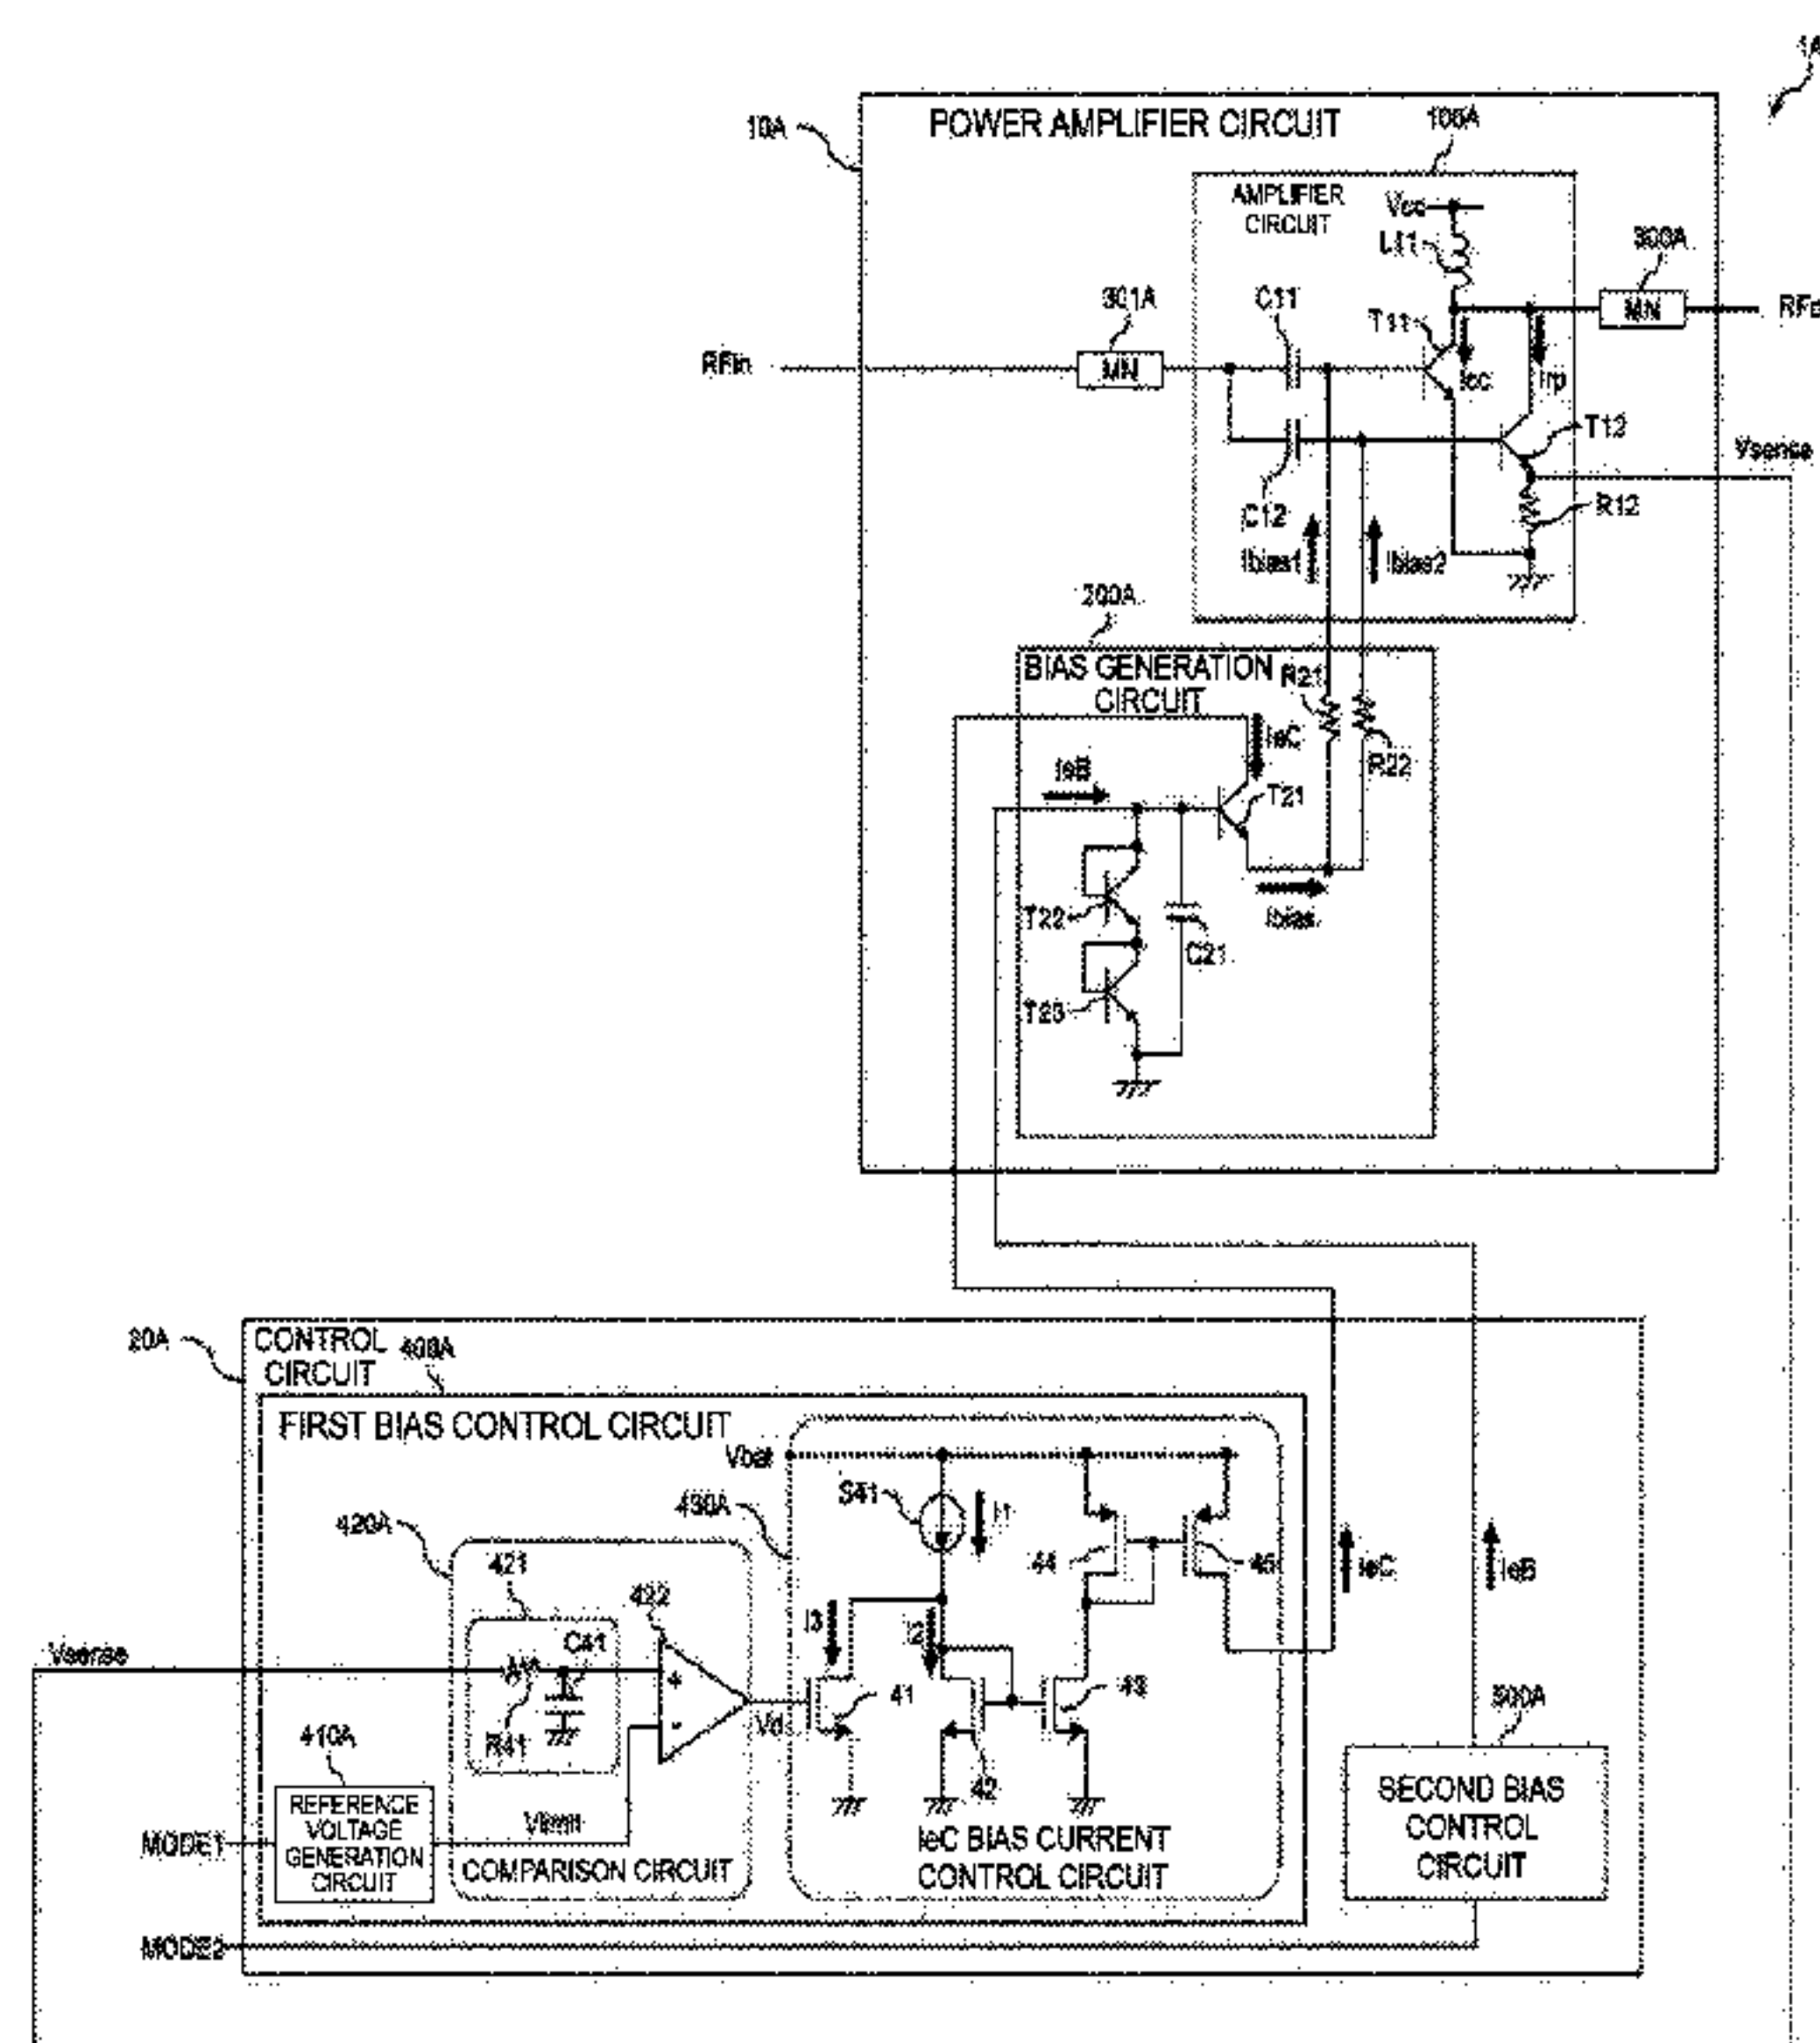 1A
10A
POWER AMPLIFIER CIRCUIT
100A
AMPLIFIER
CIRCUIT
Vcc
L11
300A
301A
C11
T11
MN
RFin
MN
Icc
Irp
T12
Vsense
C12
R12
Ibias1
Ibias2
200A
BIAS GENERATION
CIRCUIT
R21
IeC
R22
IeB
T21
T22
Ibias
C21
T23
20A
CONTROL
CIRCUIT
400A
FIRST BIAS CONTROL CIRCUIT
Vbat
S41
I1
430A
420A
44
45
IeC
IeB
421
422
I3
I2
Vsense
C41
41
43
500A
Vd
R41
410A
42
REFERENCE
VOLTAGE
GENERATION
CIRCUIT
Vlimit
MODE1
COMPARISON CIRCUIT
IeC BIAS CURRENT
CONTROL CIRCUIT
SECOND BIAS
CONTROL
CIRCUIT
MODE2